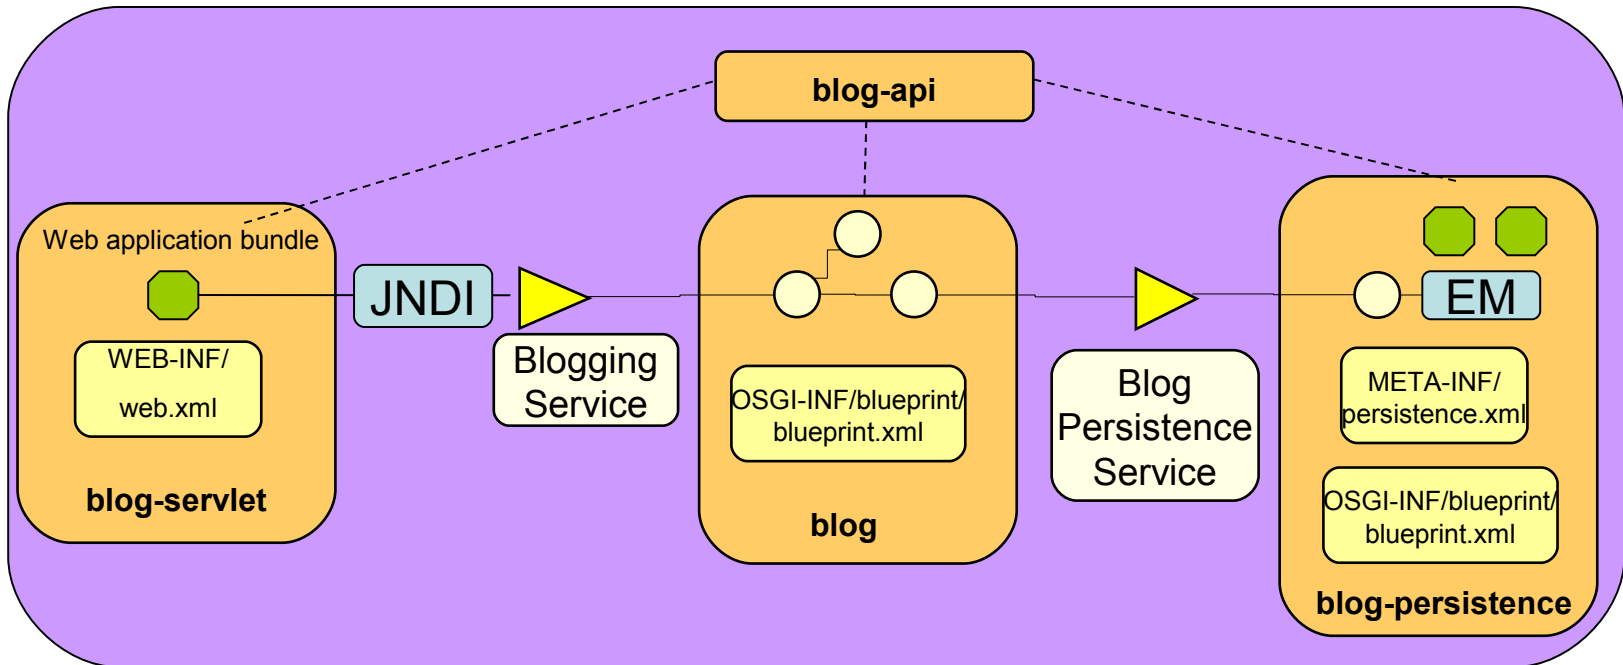 blog-api
Web application bundle
WEB-INF/
web.xml
blog-servlet
JNDI
Blogging
Service
OSGI-INF/blueprint/
blueprint.xml
blog
Blog
Persistence
Service
EM
META-INF/
persistence.xml
OSGI-INF/blueprint/
blueprint.xml
blog-persistence